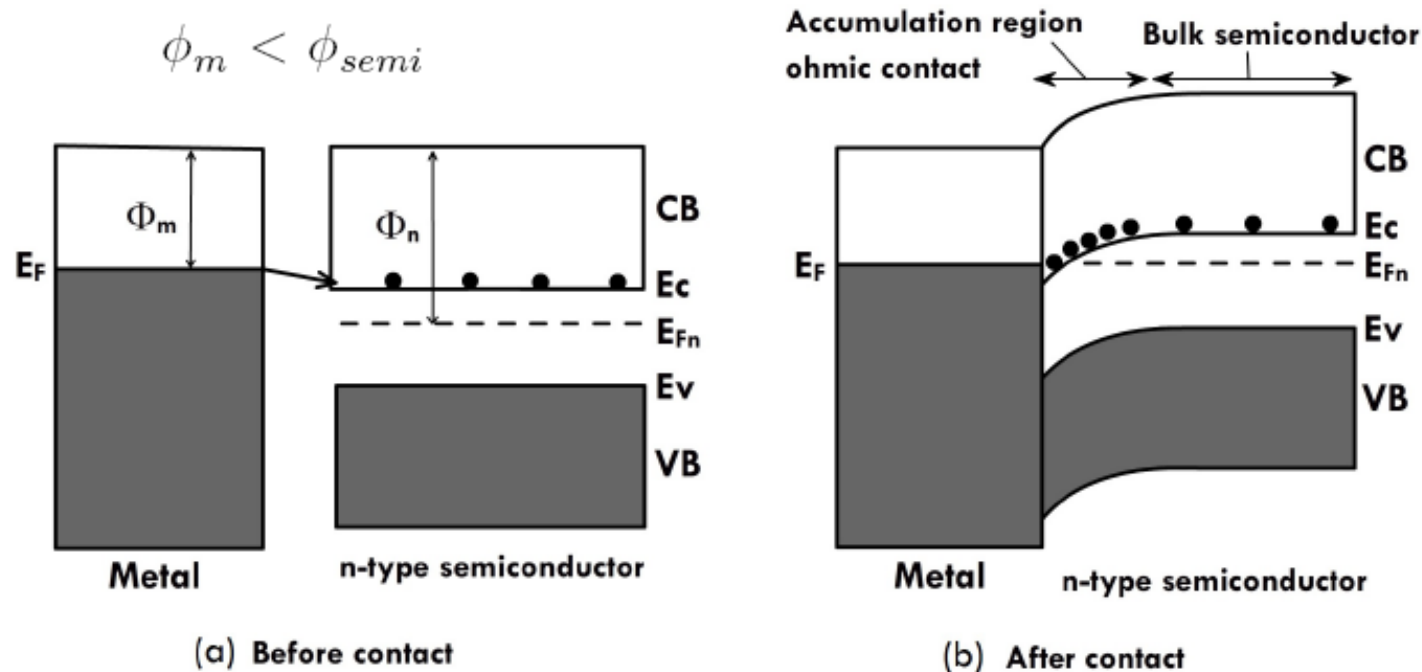 ϕm < ϕsemi
Φm
EF
Φn
CB
Ec
EFn
Ev
VB
Metal
n-type semiconductor
(a) Before contact
Accumulation region
ohmic contact
Bulk semiconductor
CB
Ec
EF
EFn
Ev
VB
Metal
n-type semiconductor
(b) After contact